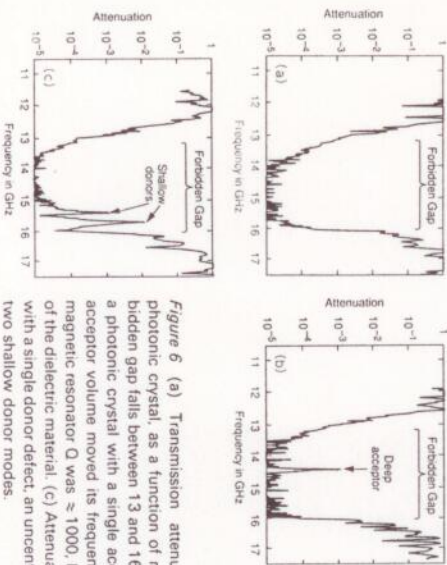 Attenuation
1
10⁻¹
10⁻²
10⁻³
10⁻⁴
10⁻⁵
Forbidden Gap
(a)
11 12 13 14 15 16 17
Frequency in GHz
Attenuation
1
10⁻¹
10⁻²
10⁻³
10⁻⁴
10⁻⁵
Forbidden Gap
Deep
acceptor
(b)
11 12 13 14 15 16 17
Frequency in GHz
Attenuation
1
10⁻¹
10⁻²
10⁻³
10⁻⁴
10⁻⁵
Forbidden Gap
Shallow
donors
(c)
11 12 13 14 15 16 17
Frequency in GHz
Figure 6 (a) Transmission attenu
photonic crystal, as a function of
bidden gap falls between 13 and 16
a photonic crystal with a single ac
acceptor volume moved its frequen
magnetic resonator Q was ≈ 1000,
of the dielectric material. (c) Attenua
with a single donor defect, an uncent
two shallow donor modes.